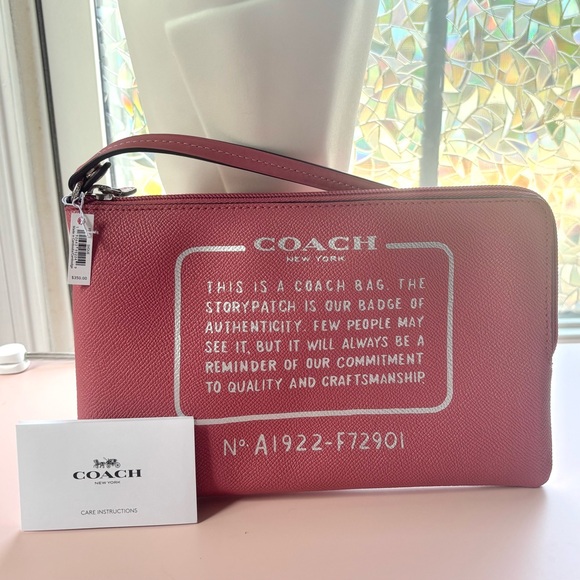 COACH
NEW YORK
THIS IS A COACH BAG. THE
STORYPATCH IS OUR BADGE OF
AUTHENTICITY. FEW PEOPLE MAY
SEE IT, BUT IT WILL ALWAYS BE A
REMINDER OF OUR COMMITMENT
TO QUALITY AND CRAFTSMANSHIP.
No. A1922-F72901
COACH
NEW YORK
CARE INSTRUCTIONS